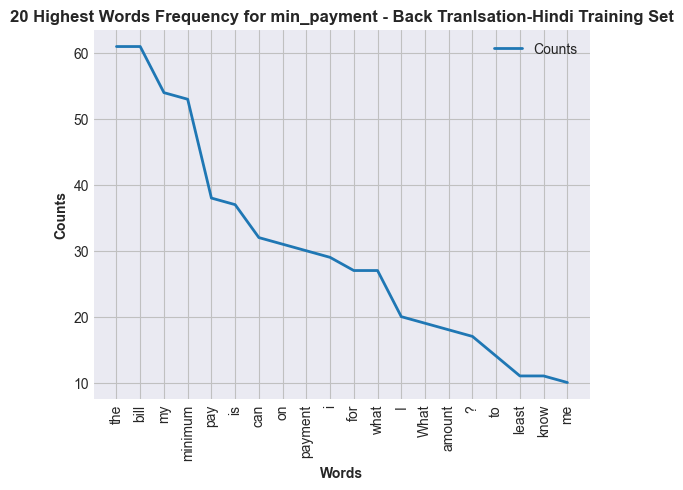 20 Highest Words Frequency for min_payment - Back Tranlsation-Hindi Training Set
Counts
60
50
40
30
20
10
Counts
the
bill
my
minimum
pay
is
can
on
payment
i
for
what
I
What
amount
?
to
least
know
me
Words